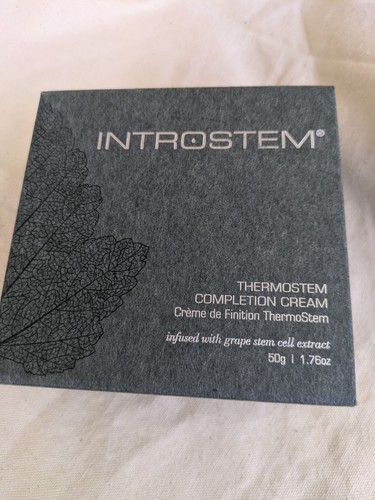 INTROSTEM®
THERMOSTEM
COMPLETION CREAM
Crème de Finition ThermoStem
infused with grape stem cell extract
50g | 1.76oz